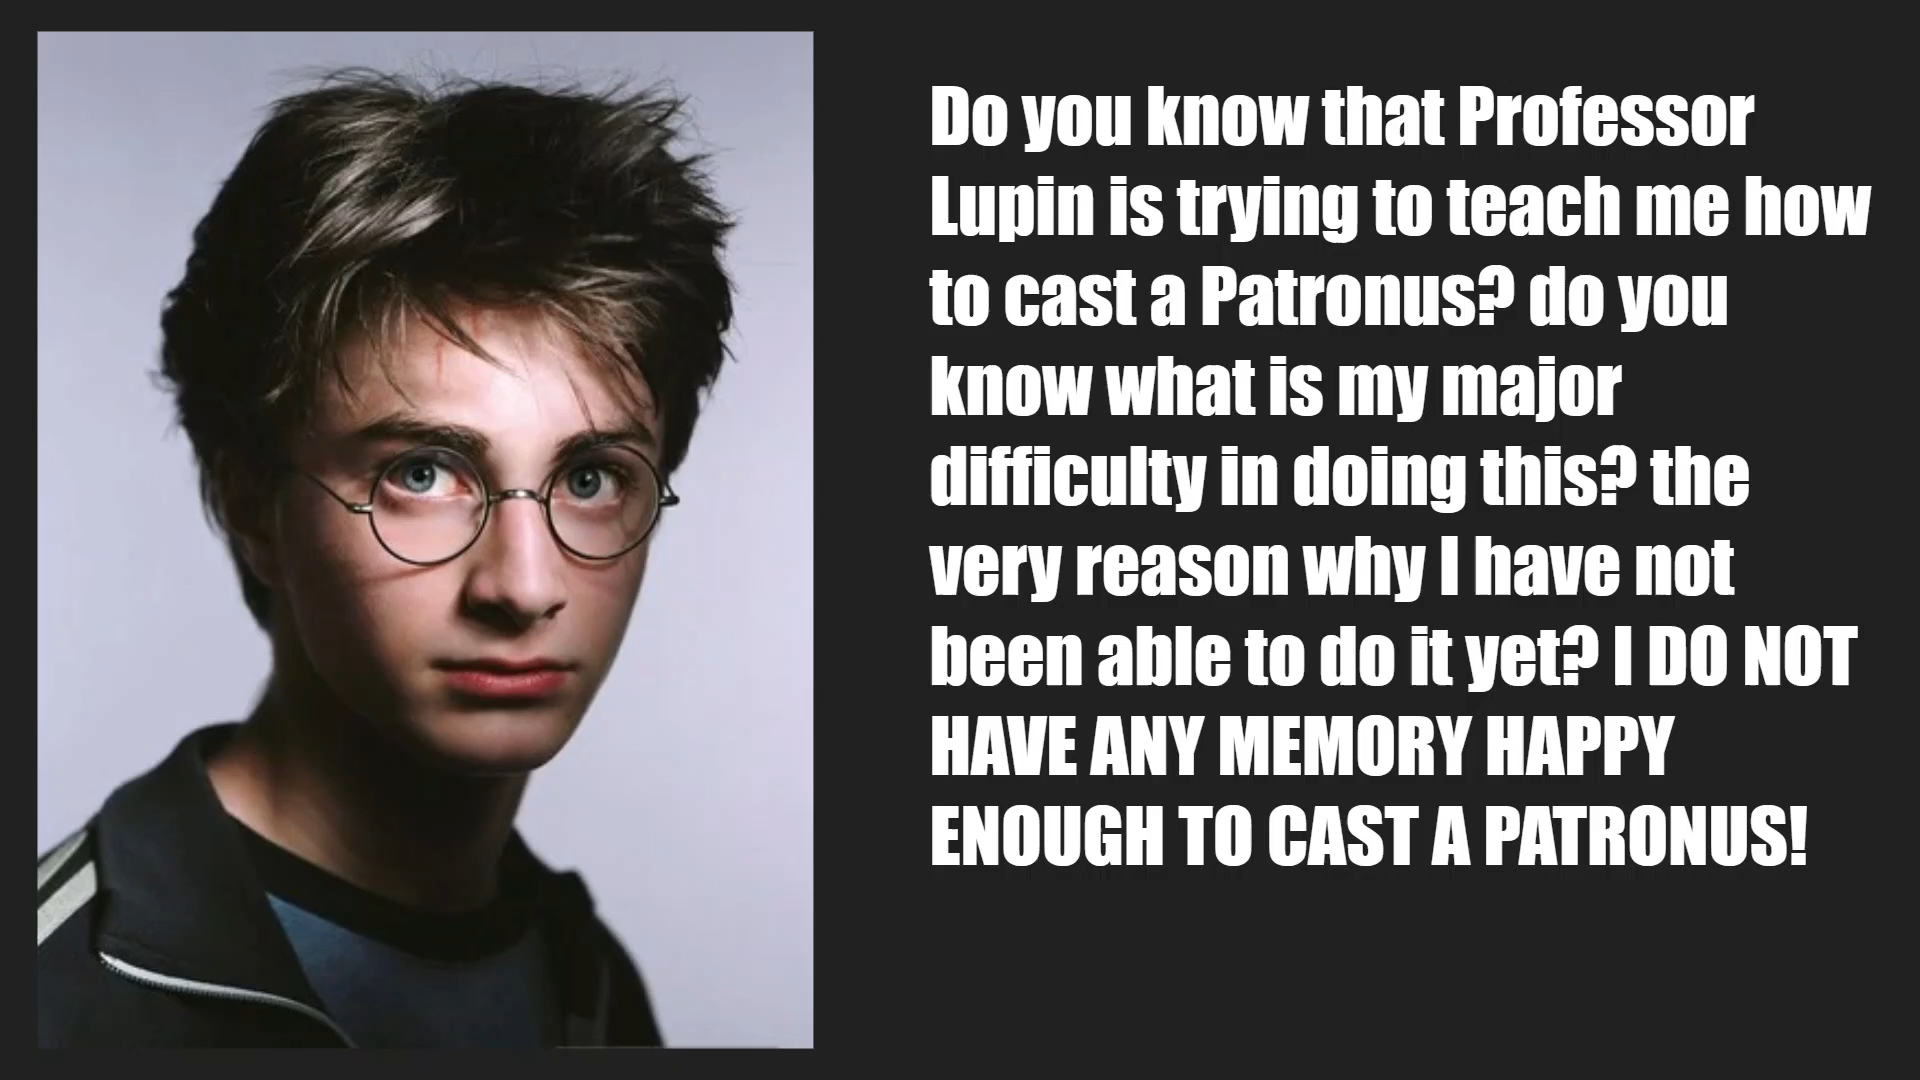 Do you know that Professor
Lupin is trying to teach me how
to cast a Patronus? do you
know what is my major
difficulty in doing this? the
very reason why I have not
been able to do it yet? I DO NOT
HAVE ANY MEMORY HAPPY
ENOUGH TO CAST A PATRONUS!